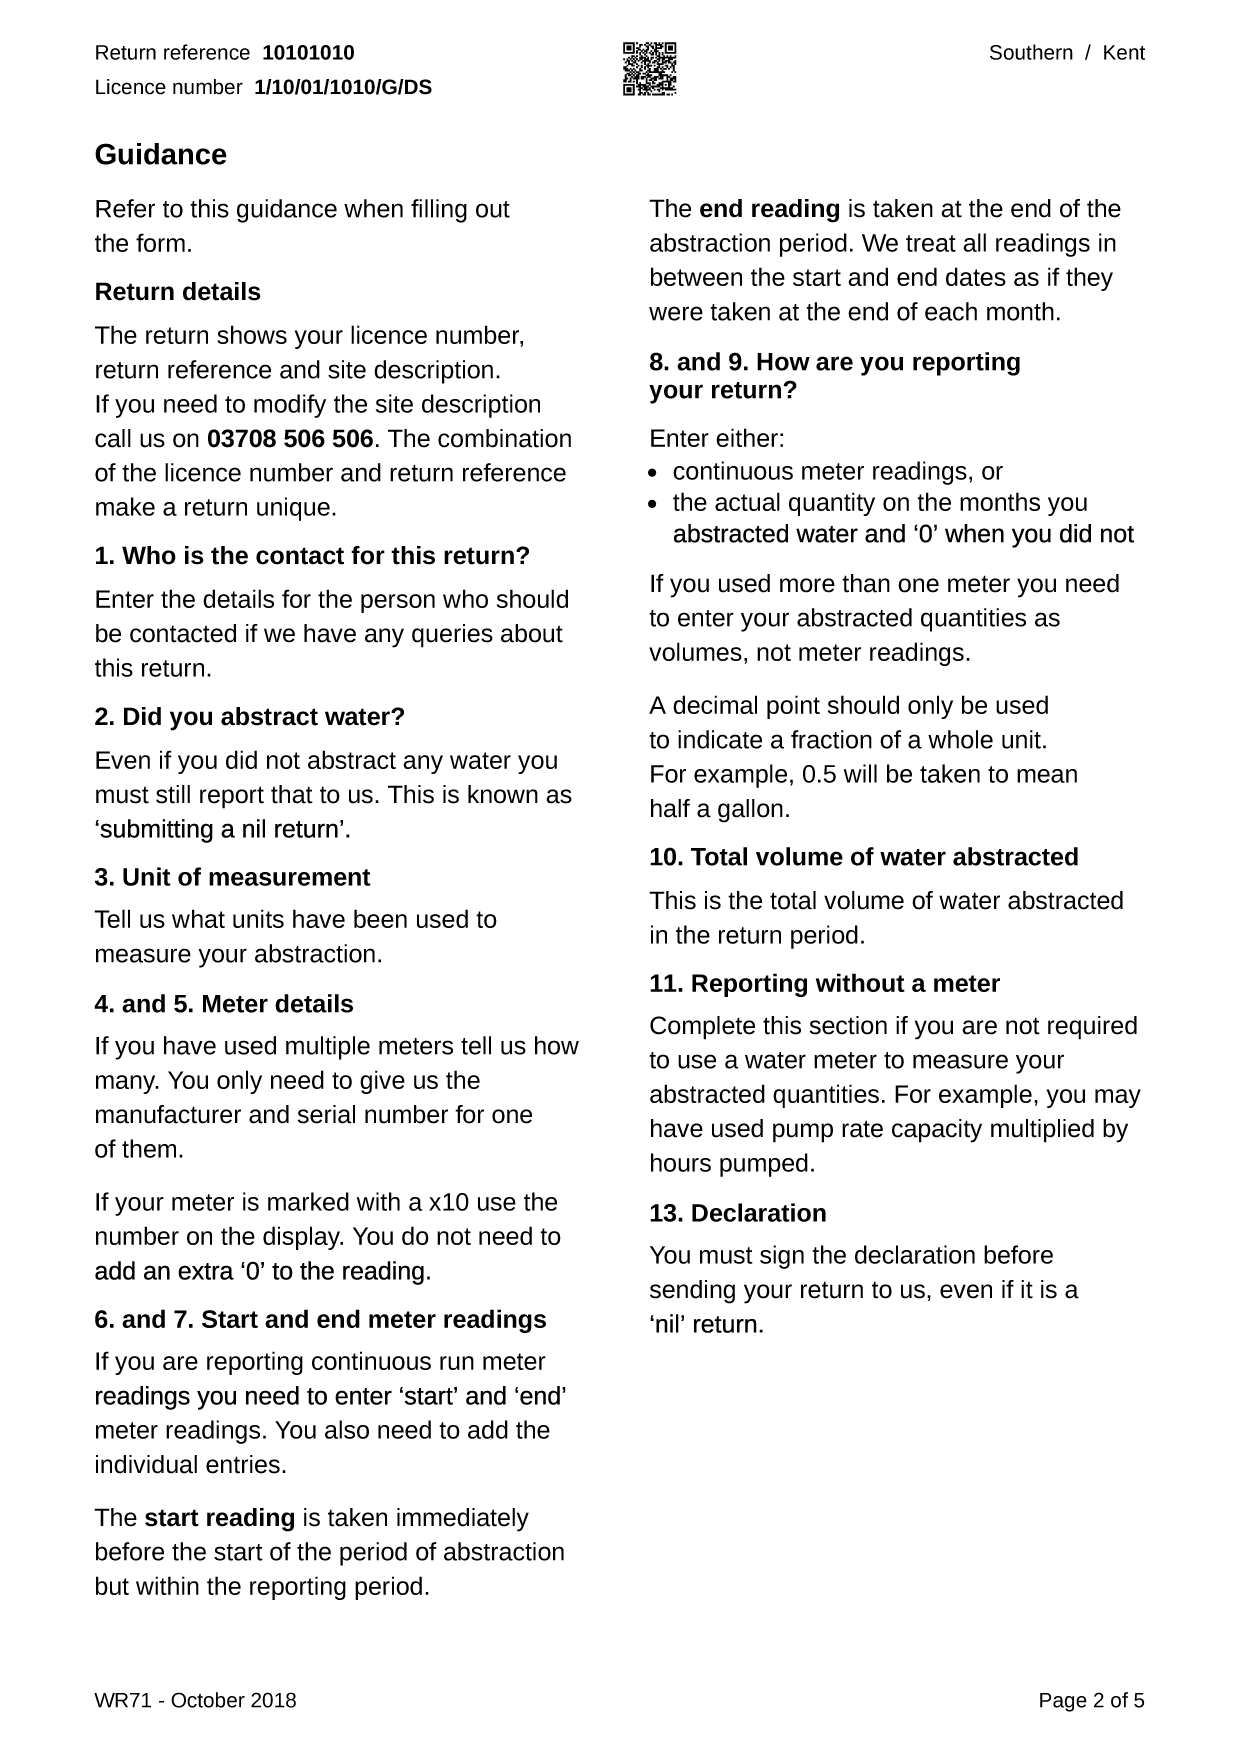 Return reference 10101010
Licence number 1/10/01/1010/G/DS
Southern / Kent
Guidance
Refer to this guidance when filling out
the form.
Return details
The return shows your licence number,
return reference and site description.
If you need to modify the site description
call us on 03708 506 506. The combination
of the licence number and return reference
make a return unique.
1. Who is the contact for this return?
Enter the details for the person who should
be contacted if we have any queries about
this return.
2. Did you abstract water?
Even if you did not abstract any water you
must still report that to us. This is known as
‘submitting a nil return’.
3. Unit of measurement
Tell us what units have been used to
measure your abstraction.
4. and 5. Meter details
If you have used multiple meters tell us how
many. You only need to give us the
manufacturer and serial number for one
of them.
If your meter is marked with a x10 use the
number on the display. You do not need to
add an extra ‘0’ to the reading.
6. and 7. Start and end meter readings
If you are reporting continuous run meter
readings you need to enter ‘start’ and ‘end’
meter readings. You also need to add the
individual entries.
The start reading is taken immediately
before the start of the period of abstraction
but within the reporting period.
The end reading is taken at the end of the
abstraction period. We treat all readings in
between the start and end dates as if they
were taken at the end of each month.
8. and 9. How are you reporting
your return?
Enter either:
• continuous meter readings, or
• the actual quantity on the months you
abstracted water and ‘0’ when you did not
If you used more than one meter you need
to enter your abstracted quantities as
volumes, not meter readings.
A decimal point should only be used
to indicate a fraction of a whole unit.
For example, 0.5 will be taken to mean
half a gallon.
10. Total volume of water abstracted
This is the total volume of water abstracted
in the return period.
11. Reporting without a meter
Complete this section if you are not required
to use a water meter to measure your
abstracted quantities. For example, you may
have used pump rate capacity multiplied by
hours pumped.
13. Declaration
You must sign the declaration before
sending your return to us, even if it is a
‘nil’ return.
WR71 - October 2018
Page 2 of 5